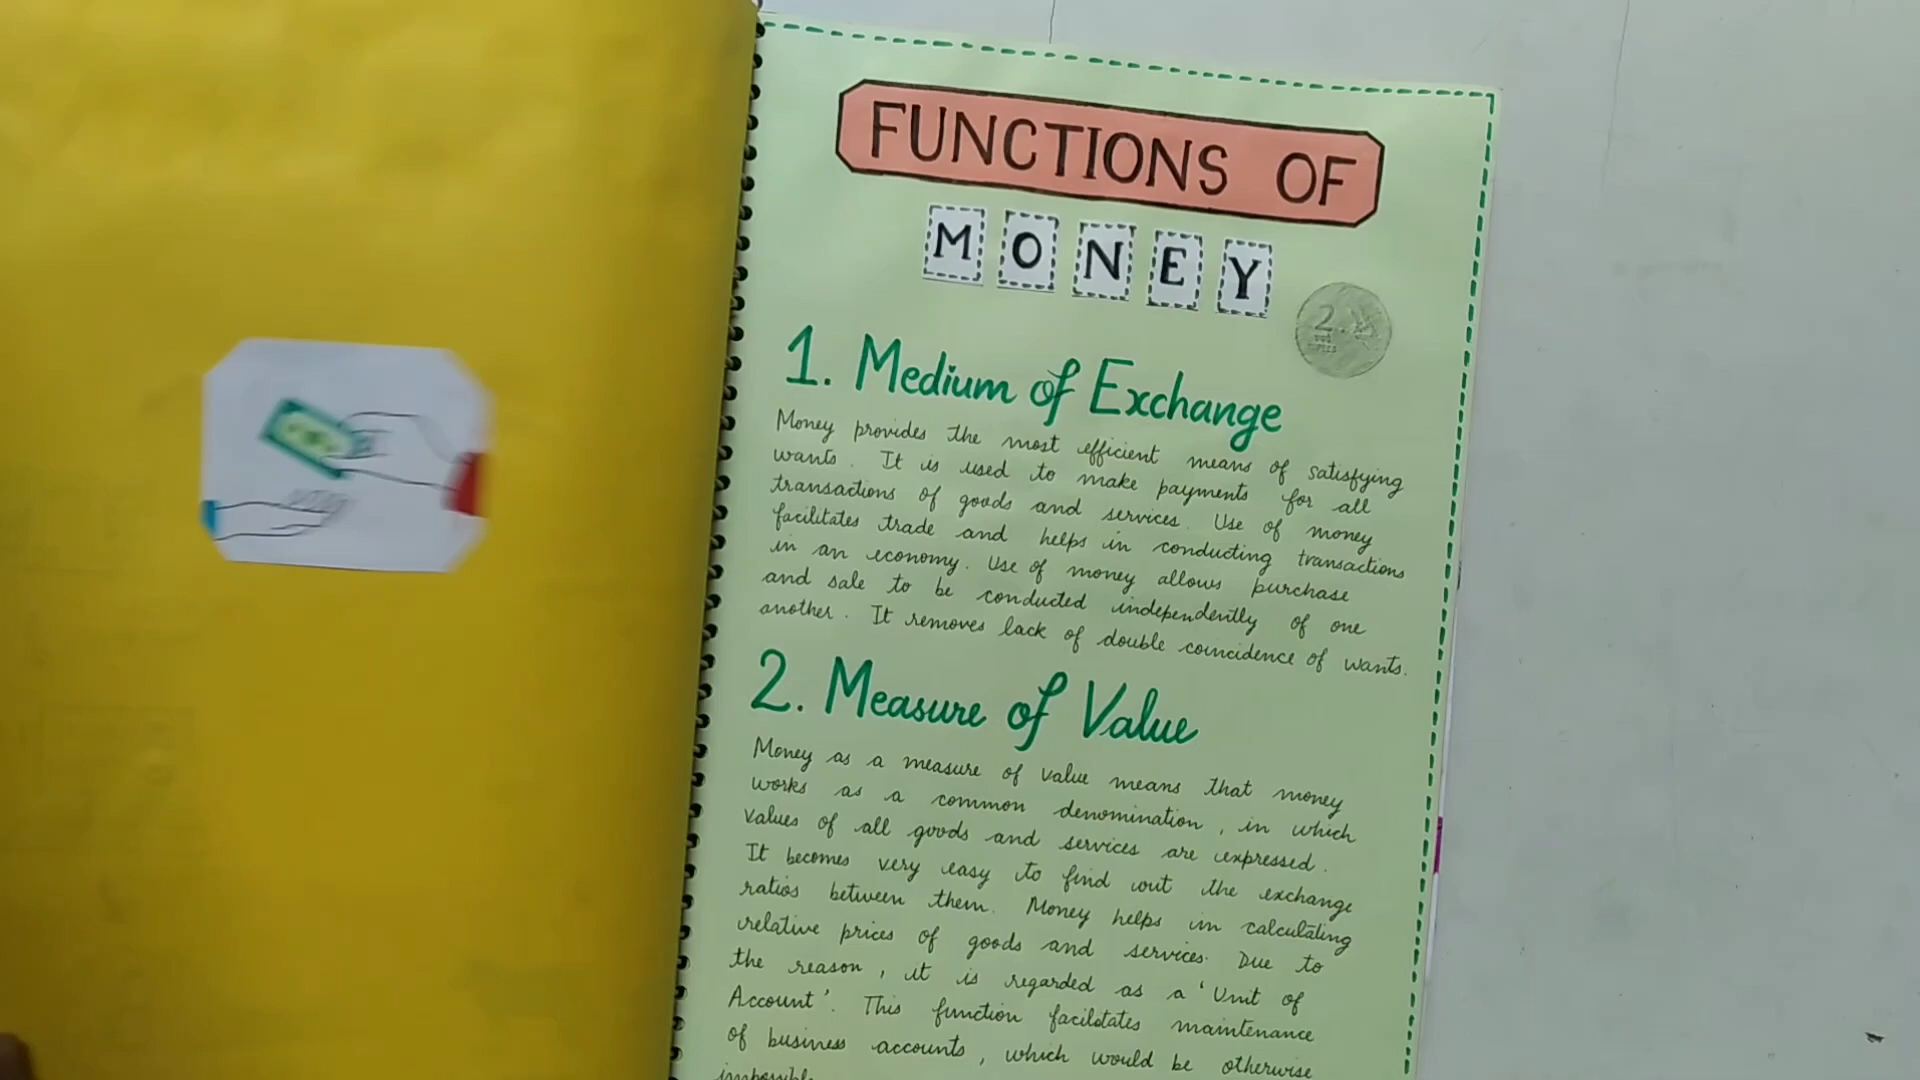 FUNCTIONS OF
MONEY
2
TWO
RUPEES
1. Medium of Exchange
Money provides the most efficient means of satisfying
wants. It is used to make payments for all
transactions of goods and services. Use of money
facilitates trade and helps in conducting transactions
in an economy. Use of money allows purchase
and sale to be conducted independently of one
another. It removes lack of double coincidence of wants.
2. Measure of Value
Money as a measure of value means that money
works as a common denomination, in which
values of all goods and services are expressed.
It becomes very easy to find out the exchange
ratios between them. Money helps in calculating
relative prices of goods and services. Due to
the reason, it is regarded as a 'Unit of
Account'. This function facilitates maintenance
of business accounts, which would be otherwise